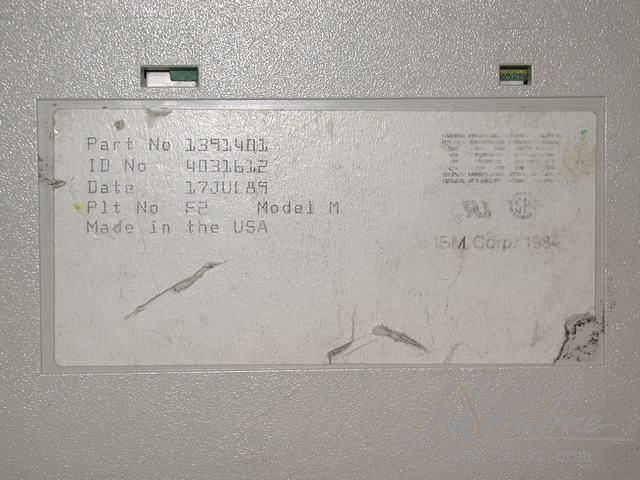 Part No 1391401
ID No 4031612
Date 17JUL89
Plt No F2 Model M
Made in the USA
IBM
IBM Corp. 1984